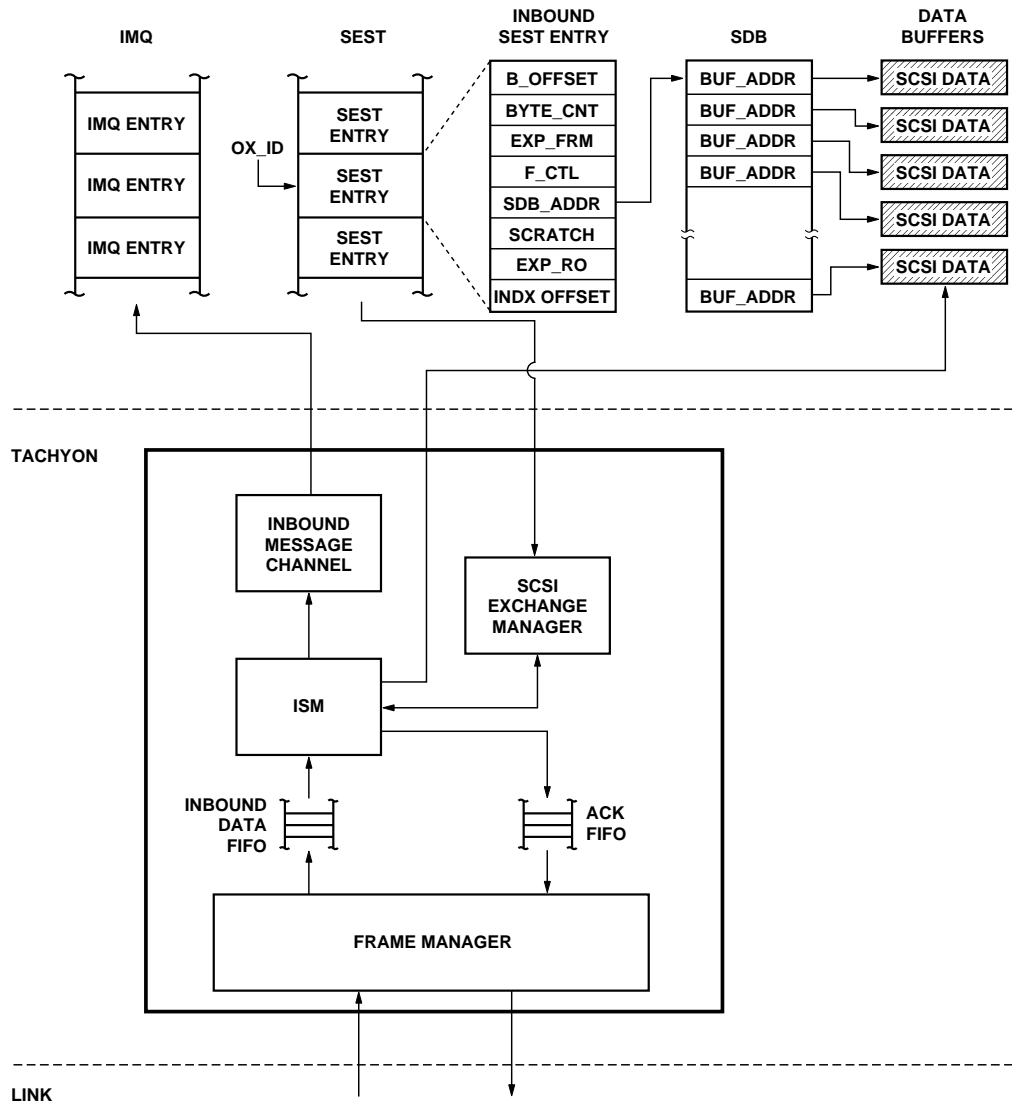 IMQ
SEST
INBOUND
SEST ENTRY
SDB
DATA
BUFFERS
IMQ ENTRY
IMQ ENTRY
IMQ ENTRY
OX_ID
SEST
ENTRY
SEST
ENTRY
SEST
ENTRY
B_OFFSET
BYTE_CNT
EXP_FRM
F_CTL
SDB_ADDR
SCRATCH
EXP_RO
INDX OFFSET
BUF_ADDR
BUF_ADDR
BUF_ADDR
BUF_ADDR
BUF_ADDR
SCSI DATA
SCSI DATA
SCSI DATA
SCSI DATA
SCSI DATA
TACHYON
INBOUND
MESSAGE
CHANNEL
SCSI
EXCHANGE
MANAGER
ISM
INBOUND
DATA
FIFO
ACK
FIFO
FRAME MANAGER
LINK